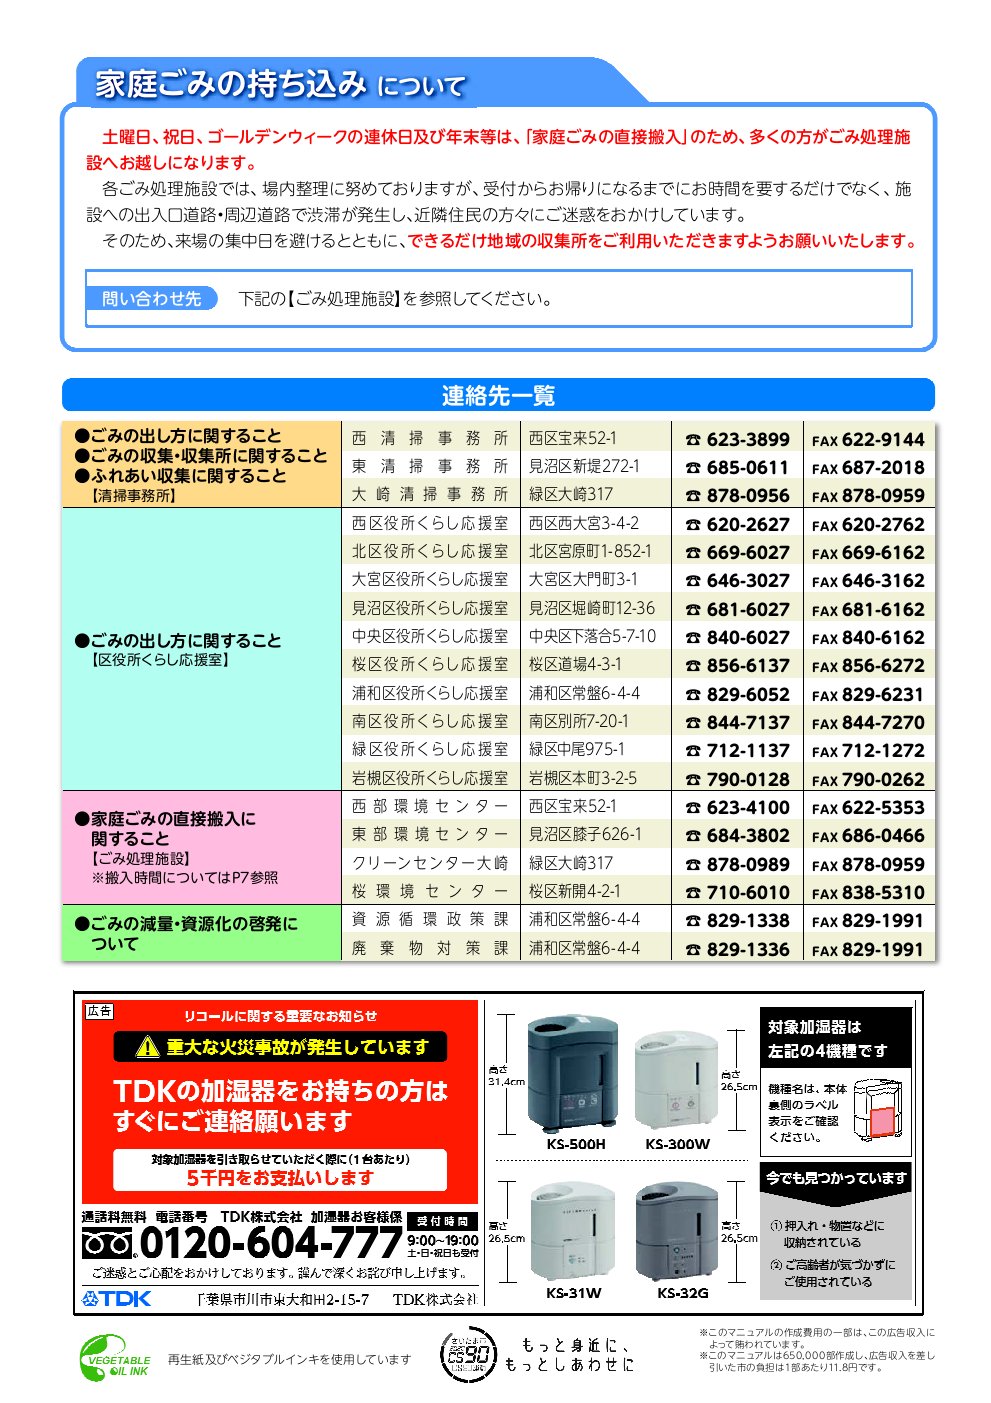 家庭ごみの持ち込み について
土曜日、祝日、ゴールデンウィークの連休日及び年末等は、「家庭ごみの直接搬入」のため、多くの方がごみ処理施
設へお越しになります。
各ごみ処理施設では、場内整理に努めておりますが、受付からお帰りになるまでにお時間を要するだけでなく、施
設への出入口道路・周辺道路で渋滞が発生し、近隣住民の方々にご迷惑をおかけしています。
そのため、来場の集中日を避けるとともに、できるだけ地域の収集所をご利用いただきますようお願いいたします。
問い合わせ先 下記の【ごみ処理施設】を参照してください。
連絡先一覧
●ごみの出し方に関すること
●ごみの収集・収集所に関すること
●ふれあい収集に関すること
【清掃事務所】
西清掃事務所 西区宝来52-1 ☎ 623-3899 FAX 622-9144
東清掃事務所 見沼区新堤272-1 ☎ 685-0611 FAX 687-2018
大崎清掃事務所 緑区大崎317 ☎ 878-0956 FAX 878-0959
●ごみの出し方に関すること
【区役所くらし応援室】
西区役所くらし応援室 西区西大宮3-4-2 ☎ 620-2627 FAX 620-2762
北区役所くらし応援室 北区宮原町1-852-1 ☎ 669-6027 FAX 669-6162
大宮区役所くらし応援室 大宮区大門町3-1 ☎ 646-3027 FAX 646-3162
見沼区役所くらし応援室 見沼区堀崎町12-36 ☎ 681-6027 FAX 681-6162
中央区役所くらし応援室 中央区下落合5-7-10 ☎ 840-6027 FAX 840-6162
桜区役所くらし応援室 桜区道場4-3-1 ☎ 856-6137 FAX 856-6272
浦和区役所くらし応援室 浦和区常盤6-4-4 ☎ 829-6052 FAX 829-6231
南区役所くらし応援室 南区別所7-20-1 ☎ 844-7137 FAX 844-7270
緑区役所くらし応援室 緑区中尾975-1 ☎ 712-1137 FAX 712-1272
岩槻区役所くらし応援室 岩槻区本町3-2-5 ☎ 790-0128 FAX 790-0262
●家庭ごみの直接搬入に
関すること
【ごみ処理施設】
※搬入時間についてはP7参照
西部環境センター 西区宝来52-1 ☎ 623-4100 FAX 622-5353
東部環境センター 見沼区膝子626-1 ☎ 684-3802 FAX 686-0466
クリーンセンター大崎 緑区大崎317 ☎ 878-0989 FAX 878-0959
桜環境センター 桜区新開4-2-1 ☎ 710-6010 FAX 838-5310
●ごみの減量・資源化の啓発に
ついて
資源循環政策課 浦和区常盤6-4-4 ☎ 829-1338 FAX 829-1991
廃棄物対策課 浦和区常盤6-4-4 ☎ 829-1336 FAX 829-1991
広告
リコールに関する重要なお知らせ
重大な火災事故が発生しています
TDKの加湿器をお持ちの方は
すぐにご連絡願います
対象加湿器を引き取らせていただく際に(1台あたり)
5千円をお支払いします
通話料無料 電話番号 TDK株式会社 加湿器お客様係
0120-604-777
受付時間
9:00〜19:00
土・日・祝日も受付
ご迷惑とご心配をおかけしております。謹んで深くお詫び申し上げます。
TDK 千葉県市川市東大和田2-15-7 TDK株式会社
高さ
31.4cm
KS-500H
高さ
26.5cm
KS-300W
高さ
26.5cm
KS-31W
高さ
26.5cm
KS-32G
対象加湿器は
左記の4機種です
機種名は、本体
裏側のラベル
表示をご確認
ください。
今でも見つかっています
① 押入れ・物置などに
収納されている
② ご高齢者が気づかずに
ご使用されている
VEGETABLE
OIL INK
再生紙及びベジタブルインキを使用しています
さいたま市
CS90
もっと身近に、
もっとしあわせに
※このマニュアルの作成費用の一部は、この広告収入に
よって賄われています。
※このマニュアルは650,000部作成し、広告収入を差し
引いた市の負担は1部あたり11.8円です。